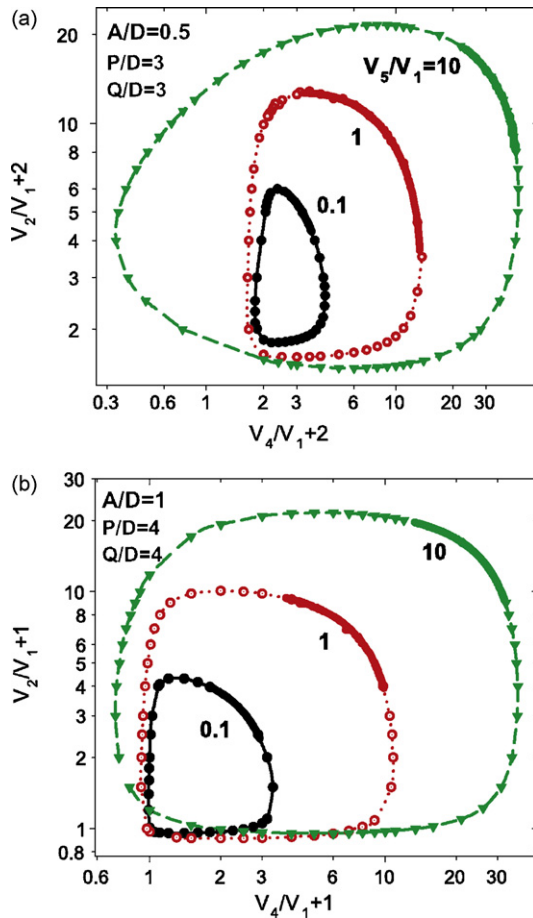 (a)
A/D=0.5
P/D=3
Q/D=3
V5/V1=10
1
0.1
20
10
6
4
3
2
V2/V1+2
0.3 0.6 1 2 3 6 10 20 30
V4/V1+2
(b)
A/D=1
P/D=4
Q/D=4
10
1
0.1
30
20
10
7
5
4
3
2
1
0.8
V2/V1+1
0.6 1 2 3 6 10 20 30
V4/V1+1